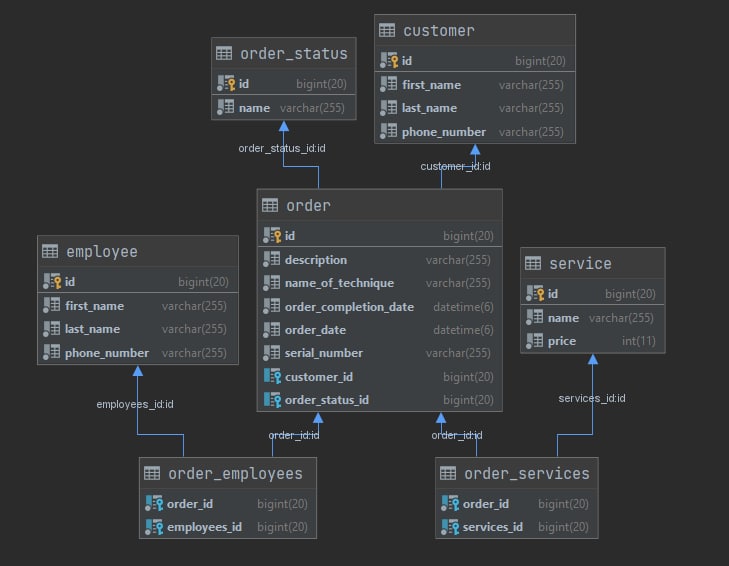 customer
id bigint(20)
first_name varchar(255)
last_name varchar(255)
phone_number varchar(255)
order_status
id bigint(20)
name varchar(255)
order_status_id:id
customer_id:id
order
id bigint(20)
description varchar(255)
name_of_technique varchar(255)
order_completion_date datetime(6)
order_date datetime(6)
serial_number varchar(255)
customer_id bigint(20)
order_status_id bigint(20)
employee
id bigint(20)
first_name varchar(255)
last_name varchar(255)
phone_number varchar(255)
service
id bigint(20)
name varchar(255)
price int(11)
employees_id:id
order_id:id
order_id:id
services_id:id
order_employees
order_id bigint(20)
employees_id bigint(20)
order_services
order_id bigint(20)
services_id bigint(20)